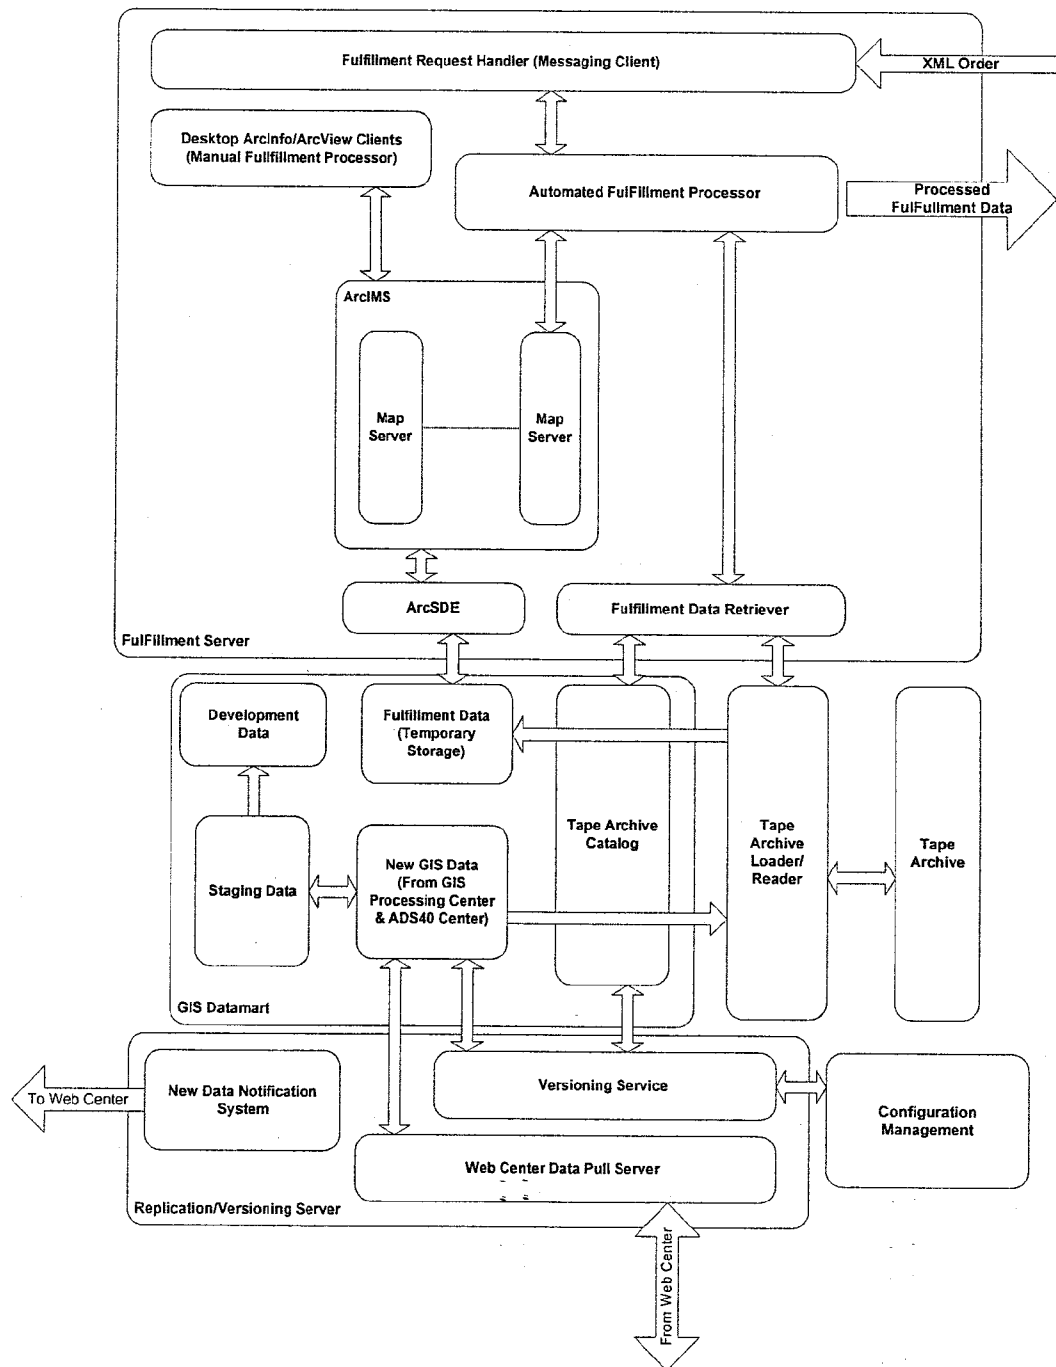 Fulfillment Request Handler (Messaging Client)
XML Order
Desktop ArcInfo/ArcView Clients
(Manual Fullfillment Processor)
Automated FulFillment Processor
Processed
FulFullment Data
ArcIMS
Map
Server
Map
Server
ArcSDE
Fulfillment Data Retriever
FulFillment Server
Development
Data
Fulfillment Data
(Temporary
Storage)
Tape Archive
Catalog
Tape
Archive
Loader/
Reader
Tape
Archive
Staging Data
New GIS Data
(From GIS
Processing Center
& ADS40 Center)
GIS Datamart
To Web Center
New Data Notification
System
Versioning Service
Configuration
Management
Web Center Data Pull Server
Replication/Versioning Server
From Web Center